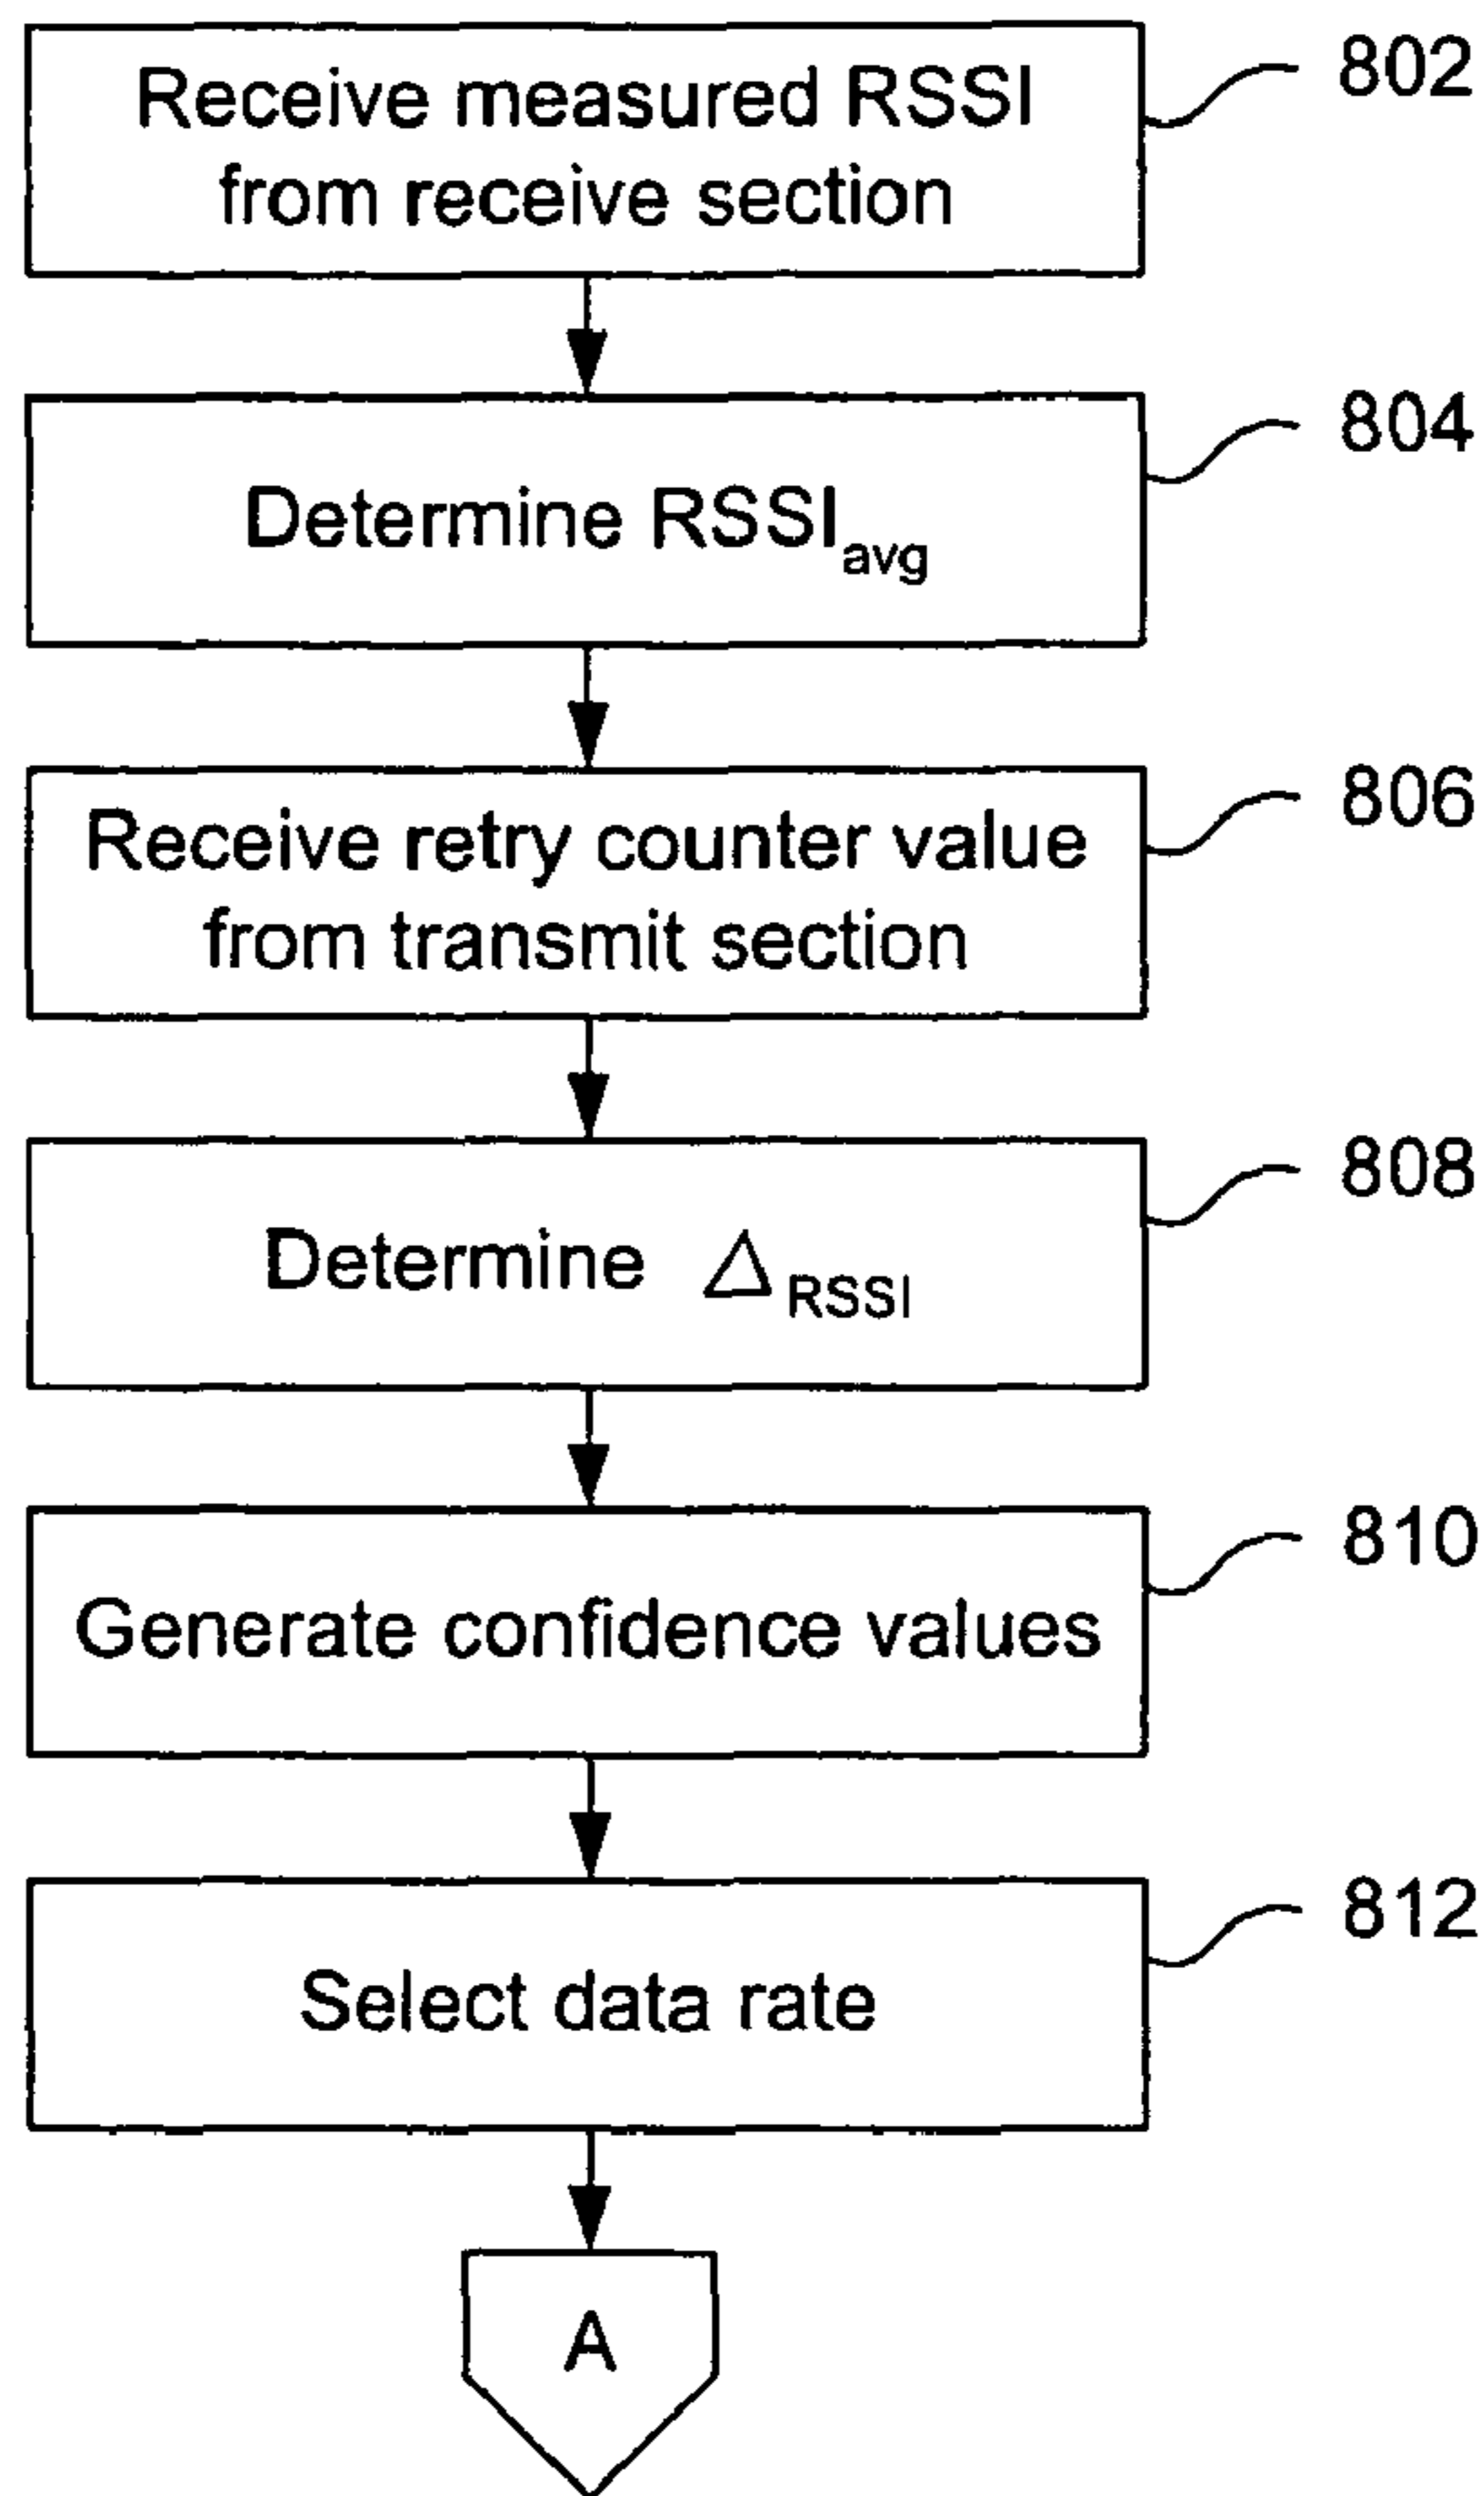 Receive measured RSSI
from receive section
802
Determine RSSIavg
804
Receive retry counter value
from transmit section
806
Determine ΔRSSI
808
Generate confidence values
810
Select data rate
812
A